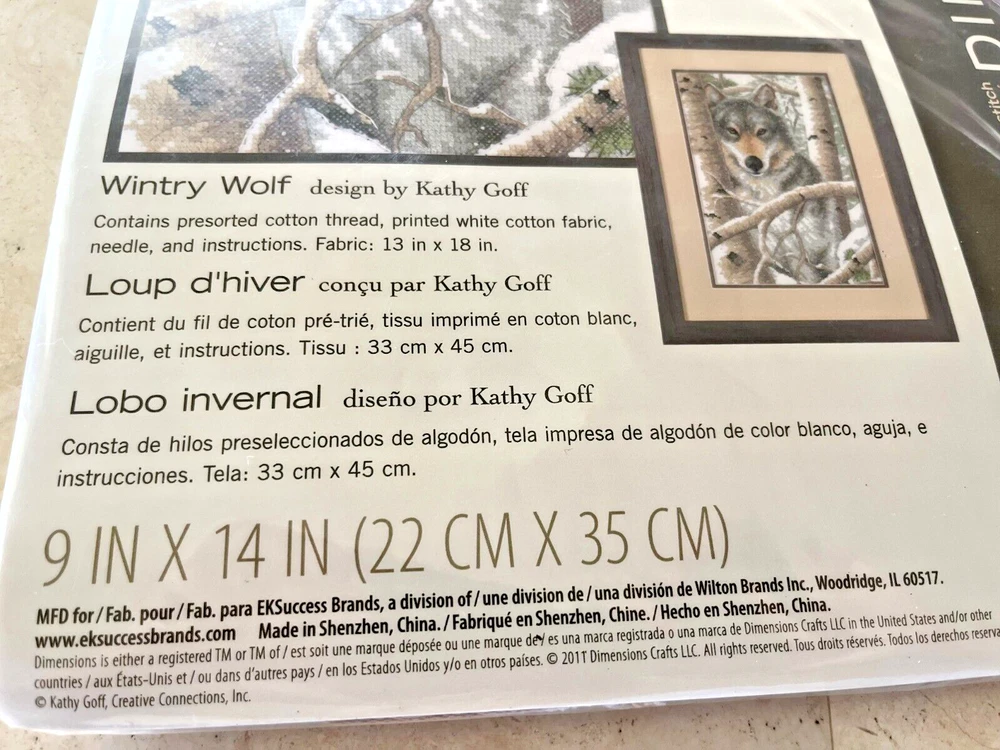 DI
stitch
Wintry Wolf design by Kathy Goff
Contains presorted cotton thread, printed white cotton fabric,
needle, and instructions. Fabric: 13 in x 18 in.
Loup d'hiver conçu par Kathy Goff
Contient du fil de coton pré-trié, tissu imprimé en coton blanc,
aiguille, et instructions. Tissu : 33 cm x 45 cm.
Lobo invernal diseño por Kathy Goff
Consta de hilos preseleccionados de algodón, tela impresa de algodón de color blanco, aguja, e
instrucciones. Tela: 33 cm x 45 cm.
9 IN X 14 IN (22 CM X 35 CM)
MFD for / Fab. pour / Fab. para EKSuccess Brands, a division of / une division de / una división de Wilton Brands Inc., Woodridge, IL 60517.
www.eksuccessbrands.com Made in Shenzhen, China. / Fabriqué en Shenzhen, Chine. / Hecho en Shenzhen, China.
Dimensions is either a registered TM or TM of / est soit une marque déposée ou une marque de / es una marca registrada o una marca de Dimensions Crafts LLC in the United States and/or other
countries / aux États-Unis et / ou dans d'autres pays / en los Estados Unidos y/o en otros países. © 2011 Dimensions Crafts LLC. All rights reserved. Tous droits réservés. Todos los derechos reserva
© Kathy Goff, Creative Connections, Inc.